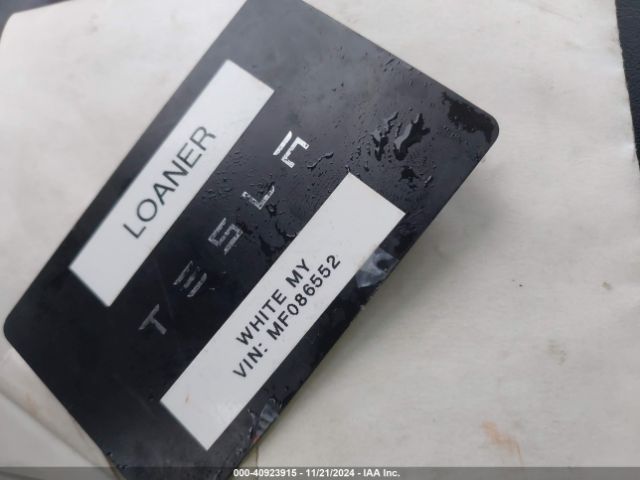 LOANER
TESLA
WHITE MY
VIN: MF086552
000-40923915 - 11/21/2024 - IAA Inc.